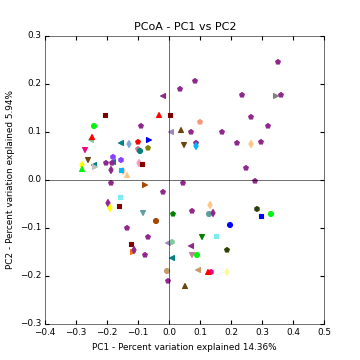 PCoA - PC1 vs PC2
0.3
0.2
0.1
0.0
−0.1
−0.2
−0.3
PC2 - Percent variation explained 5.94%
−0.4 −0.3 −0.2 −0.1 0.0 0.1 0.2 0.3 0.4 0.5
PC1 - Percent variation explained 14.36%